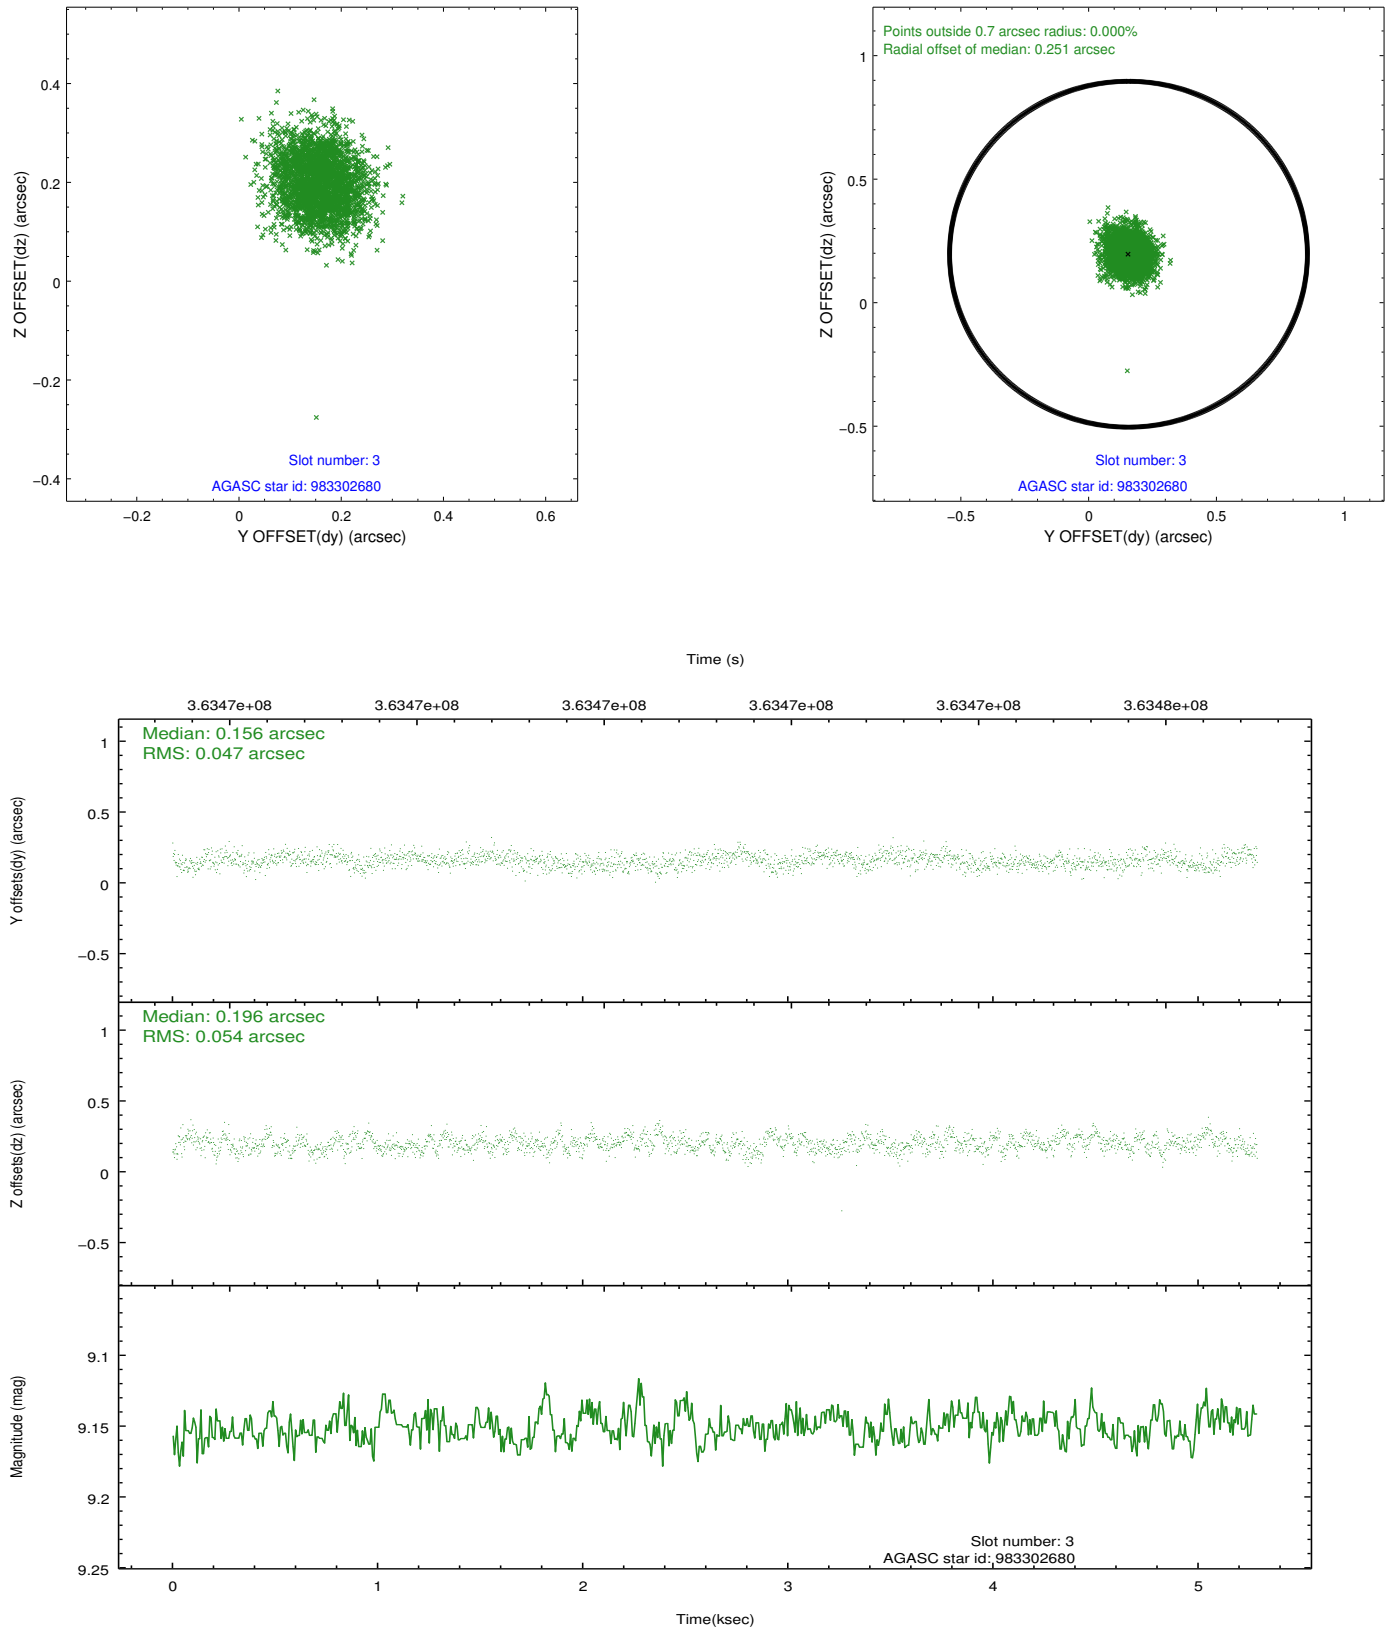 0.4
0.2
0
−0.2
−0.4
Z OFFSET(dz) (arcsec)
Slot number: 3
AGASC star id: 983302680
−0.2 0 0.2 0.4 0.6
Y OFFSET(dy) (arcsec)
Points outside 0.7 arcsec radius: 0.000%
Radial offset of median: 0.251 arcsec
1
0.5
0
−0.5
Z OFFSET(dz) (arcsec)
Slot number: 3
AGASC star id: 983302680
−0.5 0 0.5 1
Y OFFSET(dy) (arcsec)
Time (s)
3.6347e+08 3.6347e+08 3.6347e+08 3.6347e+08 3.6347e+08 3.6348e+08
Median: 0.156 arcsec
RMS: 0.047 arcsec
1
0.5
0
−0.5
Y offsets(dy) (arcsec)
Median: 0.196 arcsec
RMS: 0.054 arcsec
1
0.5
0
−0.5
Z offsets(dz) (arcsec)
9.1
9.15
9.2
9.25
Magnitude (mag)
Slot number: 3
AGASC star id: 983302680
0 1 2 3 4 5
Time(ksec)